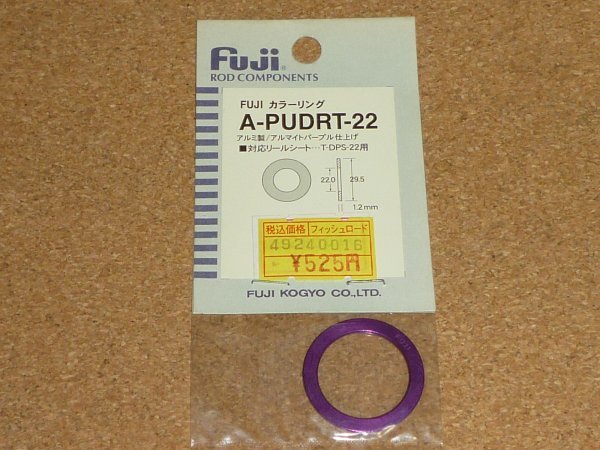 Fuji®
ROD COMPONENTS
FUJI カラーリング
A-PUDRT-22
アルミ製/アルマイトパープル仕上げ
■対応リールシート…T-DPS-22用
22.0 29.5
1.2mm
税込価格 フィッシュロード
49240016
¥525円
FUJI KOGYO CO.,LTD.
FUJI